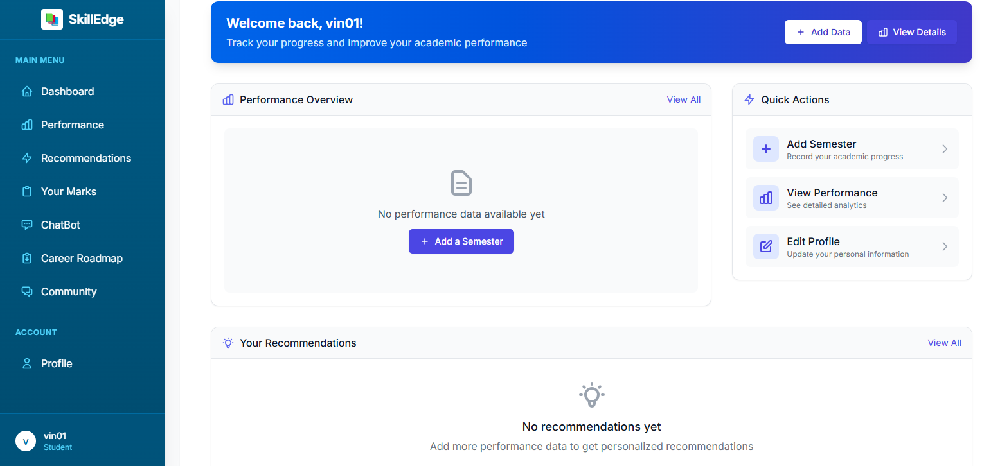 SkillEdge
MAIN MENU
Dashboard
Performance
Recommendations
Your Marks
ChatBot
Career Roadmap
Community
ACCOUNT
Profile
V
vin01
Student
Welcome back, vin01!
Track your progress and improve your academic performance
+ Add Data
View Details
Performance Overview
View All
No performance data available yet
+ Add a Semester
Quick Actions
Add Semester
Record your academic progress
View Performance
See detailed analytics
Edit Profile
Update your personal information
Your Recommendations
View All
No recommendations yet
Add more performance data to get personalized recommendations